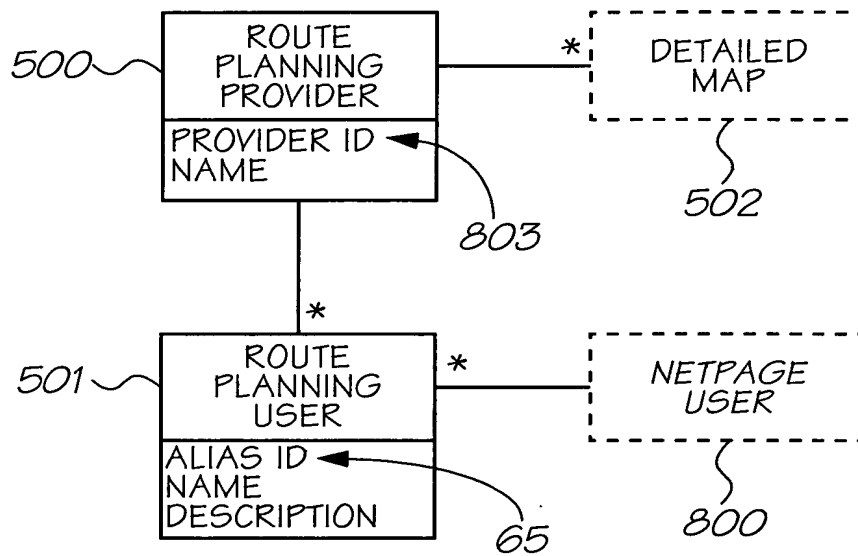 500
ROUTE
PLANNING
PROVIDER
PROVIDER ID
NAME
803
*
DETAILED
MAP
502
*
501
ROUTE
PLANNING
USER
ALIAS ID
NAME
DESCRIPTION
65
*
NETPAGE
USER
800